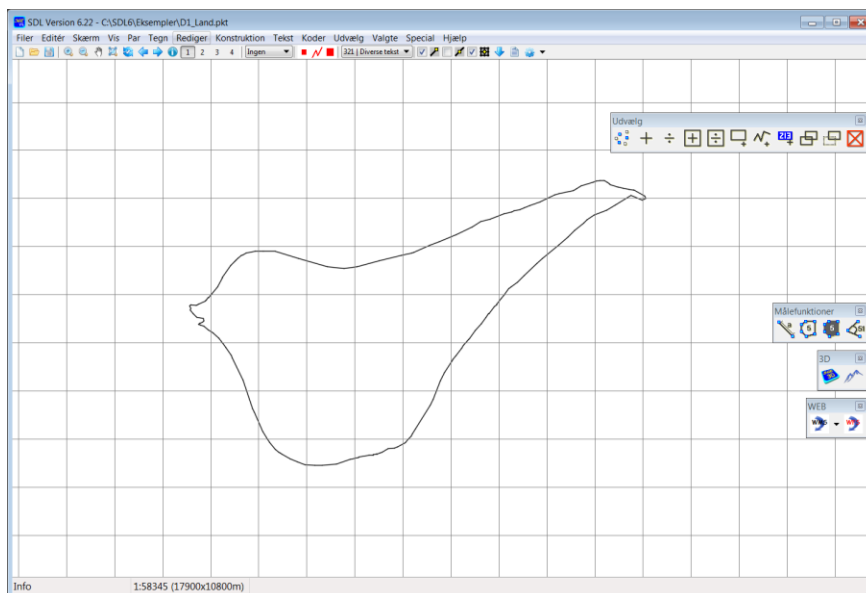 SDL Version 6.22 - C:\SDL6\Eksempler\D1_Land.pkt
Filer Editér Skærm Vis Par Tegn Rediger Konstruktion Tekst Koder Udvælg Valgte Special Hjælp
1 2 3 4 Ingen 321 | Diverse tekst
Udvælg
Målefunktioner
a 5 5
3D
WEB
Info 1:58345 (17900x10800m)